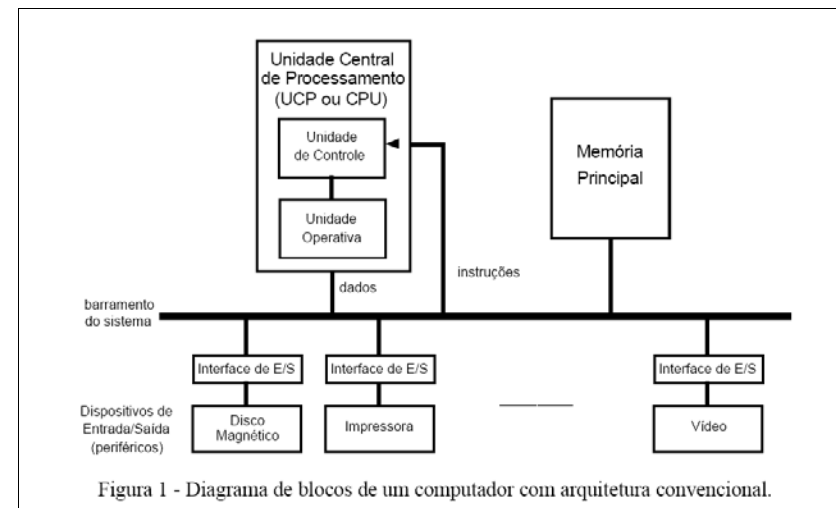 Unidade Central
de Processamento
(UCP ou CPU)
Unidade
de Controle
Unidade
Operativa
Memória
Principal
dados
instruções
barramento
do sistema
Interface de E/S
Interface de E/S
Interface de E/S
Dispositivos de
Entrada/Saída
(periféricos)
Disco
Magnético
Impressora
Vídeo
Figura 1 - Diagrama de blocos de um computador com arquitetura convencional.